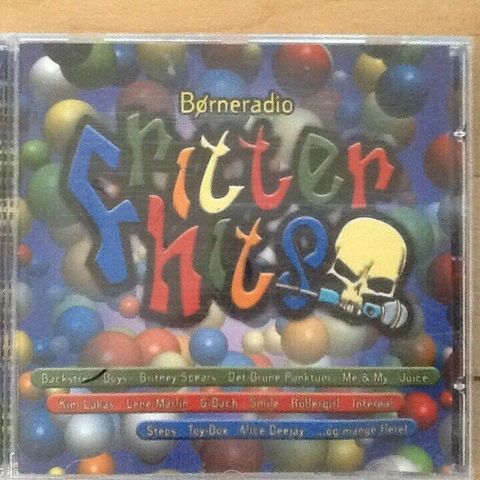 Børneradio
Fritter
hits
Backstreet Boys Britney Spears Det Brune Punktum Me & My Juice
Kim Lukas Lene Marlin S-Bach Smile Rollergirl Internal
Steps Toy-Box Alice Deejay ...og mange flere!